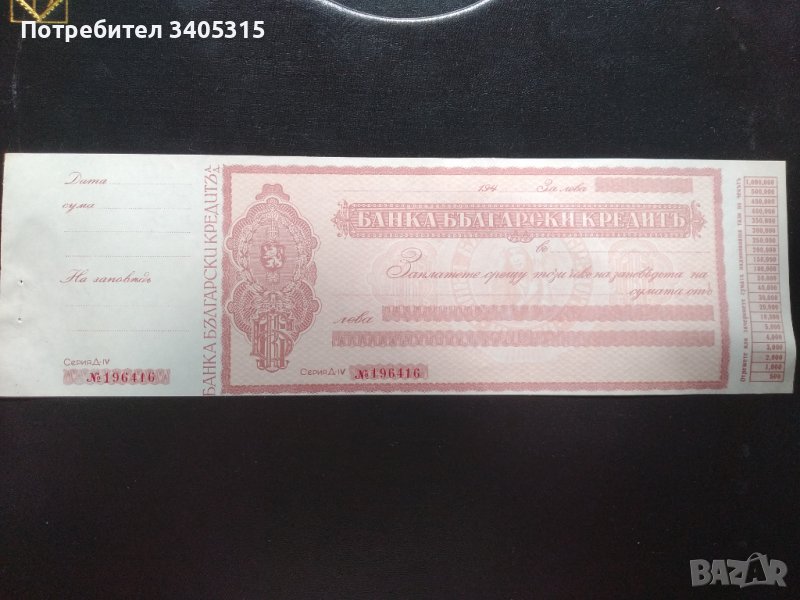 Потребител 3405315
Дата
сума
На заповѣдь
Серия Д-IV
№196416
БАНКА БЪЛГАРСКИ КРЕДИТЪ А.Д.
194 За лева
БАНКА БЪЛГАРСКИ КРЕДИТЪ
въ
Заплатете срещу този чекъ на заповѣдьта на
сумата отъ
лева
Серия Д-IV
№196416
1,000,000
500,000
450,000
400,000
350,000
300,000
250,000
200,000
150,000
100,000
50,000
40,000
30,000
20,000
10,000
5,000
4,000
3,000
2,000
1,000
500
BAZAR